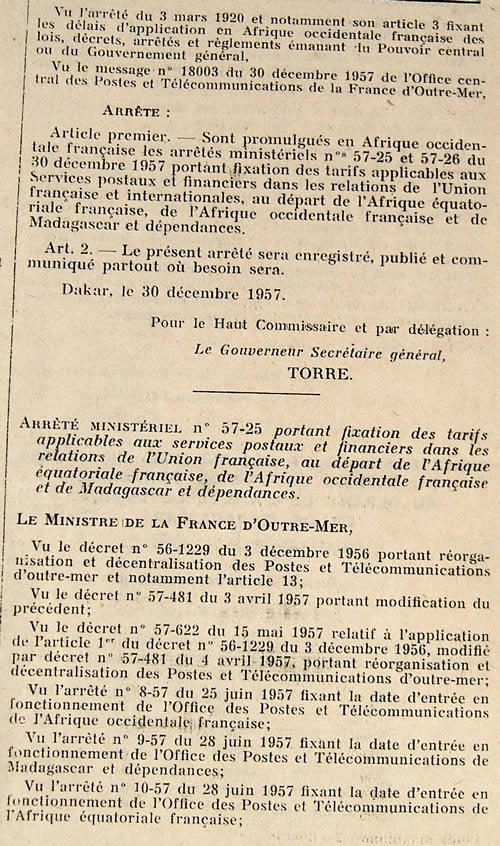 Vu l'arrêté du 3 mars 1920 et notamment son article 3 fixant
les délais d'application en Afrique occidentale française des
lois, décrets, arrêtés et règlements émanant du Pouvoir central
ou du Gouvernement général,
Vu le message n° 18003 du 30 décembre 1957 de l'Office cen-
tral des Postes et Télécommunications de la France d'Outre-Mer,
ARRÊTE :
Article premier. — Sont promulgués en Afrique occiden-
tale française les arrêtés ministériels nos 57-25 et 57-26 du
30 décembre 1957 portant fixation des tarifs applicables aux
Services postaux et financiers dans les relations de l'Union
française et internationales, au départ de l'Afrique équato-
riale française, de l'Afrique occidentale française et de
Madagascar et dépendances.
Art. 2. — Le présent arrêté sera enregistré, publié et com-
muniqué partout où besoin sera.
Dakar, le 30 décembre 1957.
Pour le Haut Commissaire et par délégation :
Le Gouverneur Secrétaire général,
TORRE.
ARRÊTÉ MINISTÉRIEL n° 57-25 portant fixation des tarifs
applicables aux services postaux et financiers dans les
relations de l'Union française, au départ de l'Afrique
équatoriale française, de l'Afrique occidentale française
et de Madagascar et dépendances.
LE MINISTRE DE LA FRANCE D'OUTRE-MER,
Vu le décret n° 56-1229 du 3 décembre 1956 portant réorga-
nisation et décentralisation des Postes et Télécommunications
d'outre-mer et notamment l'article 13;
Vu le décret n° 57-481 du 3 avril 1957 portant modification du
précédent;
Vu le décret n° 57-622 du 15 mai 1957 relatif à l'application
de l'article 1er du décret n° 56-1229 du 3 décembre 1956, modifié
par décret n° 57-481 du 4 avril 1957, portant réorganisation et
décentralisation des Postes et Télécommunications d'outre-mer;
Vu l'arrêté n° 8-57 du 25 juin 1957 fixant la date d'entrée en
fonctionnement de l'Office des Postes et Télécommunications
de l'Afrique occidentale française;
Vu l'arrêté n° 9-57 du 28 juin 1957 fixant la date d'entrée en
fonctionnement de l'Office des Postes et Télécommunications de
Madagascar et dépendances;
Vu l'arrêté n° 10-57 du 28 juin 1957 fixant la date d'entrée en
fonctionnement de l'Office des Postes et Télécommunications de
l'Afrique équatoriale française;